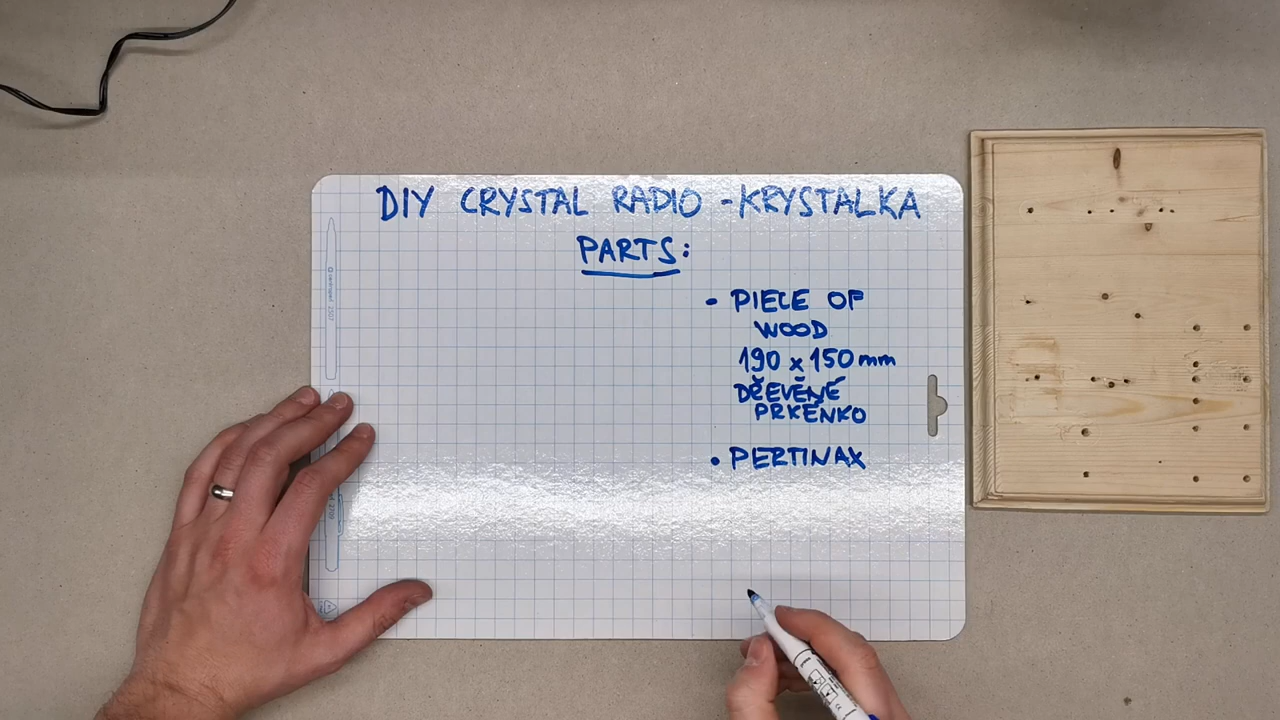 DIY CRYSTAL RADIO - KRYSTALKA
PARTS:
• PIECE OF
WOOD
190 x 150 mm
DŘEVĚNÉ
PRKÉNKO
• PERTINAX